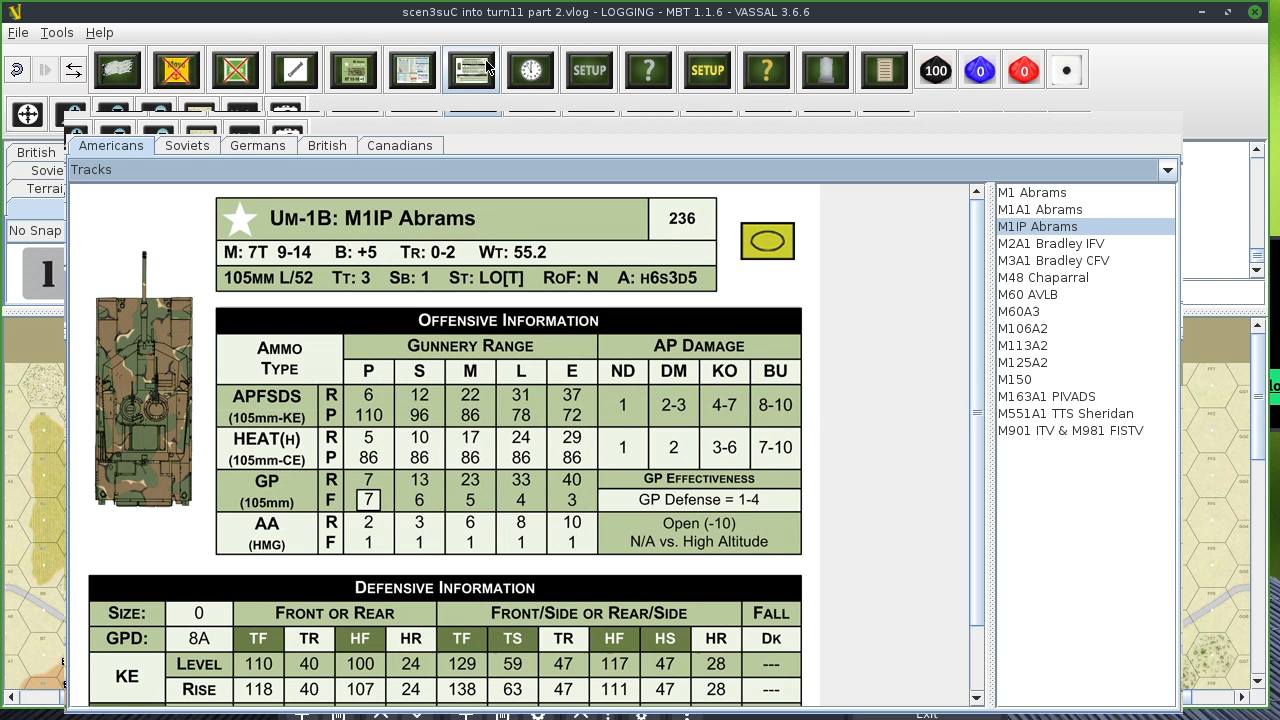 scen3suC into turn11 part 2.vlog - LOGGING - MBT 1.1.6 - VASSAL 3.6.6
File Tools Help
SETUP ? SETUP ? 100 0 0
British
Sovie
Terrai
No Snap
1
Americans Soviets Germans British Canadians
Tracks
UM-1B: M1IP Abrams 236
M: 7T 9-14 B: +5 TR: 0-2 WT: 55.2
105MM L/52 TT: 3 SB: 1 ST: LO[T] ROF: N A: H6S3D5
OFFENSIVE INFORMATION
AMMO TYPE GUNNERY RANGE AP DAMAGE
P S M L E ND DM KO BU
APFSDS R 6 12 22 31 37 1 2-3 4-7 8-10
(105mm-KE) P 110 96 86 78 72
HEAT(H) R 5 10 17 24 29 1 2 3-6 7-10
(105mm-CE) P 86 86 86 86 86
GP R 7 13 23 33 40 GP EFFECTIVENESS
(105mm) F 7 6 5 4 3 GP Defense = 1-4
AA R 2 3 6 8 10 Open (-10)
(HMG) F 1 1 1 1 1 N/A vs. High Altitude
DEFENSIVE INFORMATION
SIZE: 0 FRONT OR REAR FRONT/SIDE OR REAR/SIDE FALL
GPD: 8A TF TR HF HR TF TS TR HF HS HR DK
KE LEVEL 110 40 100 24 129 59 47 117 47 28 ---
RISE 118 40 107 24 138 63 47 111 47 28 ---
M1 Abrams
M1A1 Abrams
M1IP Abrams
M2A1 Bradley IFV
M3A1 Bradley CFV
M48 Chaparral
M60 AVLB
M60A3
M106A2
M113A2
M125A2
M150
M163A1 PIVADS
M551A1 TTS Sheridan
M901 ITV & M981 FISTV
Exit